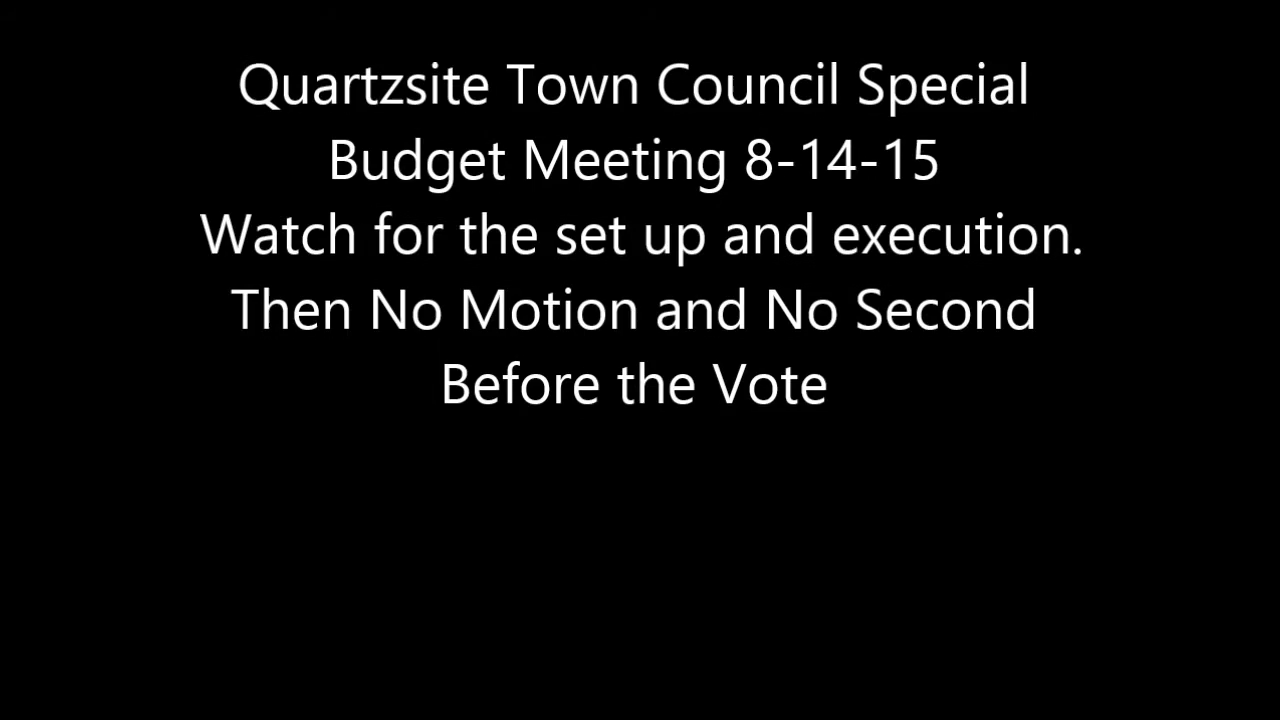 Quartzsite Town Council Special
Budget Meeting 8-14-15
Watch for the set up and execution.
Then No Motion and No Second
Before the Vote